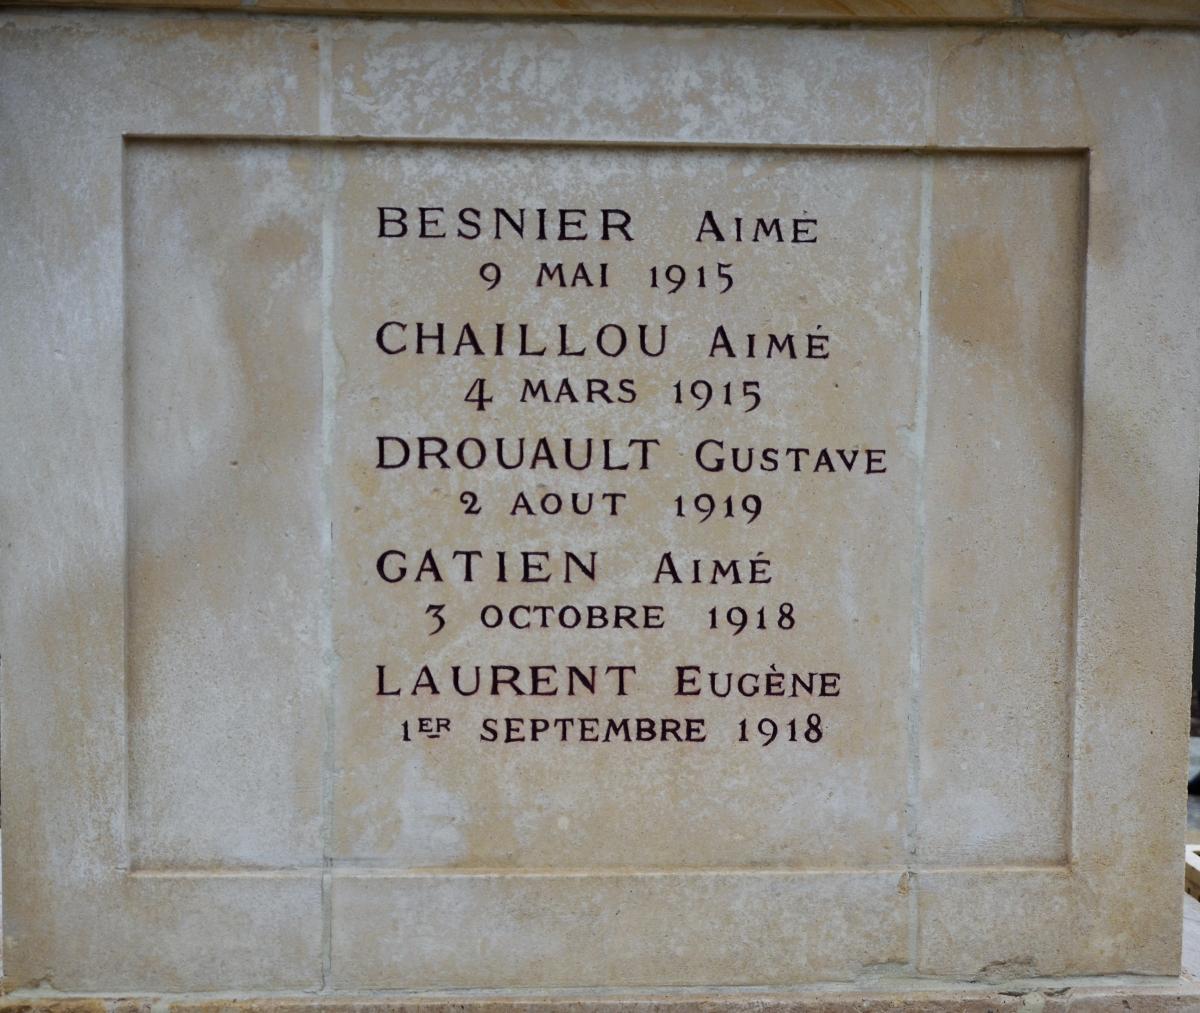 BESNIER AIMÉ
9 MAI 1915
CHAILLOU AIMÉ
4 MARS 1915
DROUAULT GUSTAVE
2 AOUT 1919
GATIEN AIMÉ
3 OCTOBRE 1918
LAURENT EUGÈNE
1ER SEPTEMBRE 1918